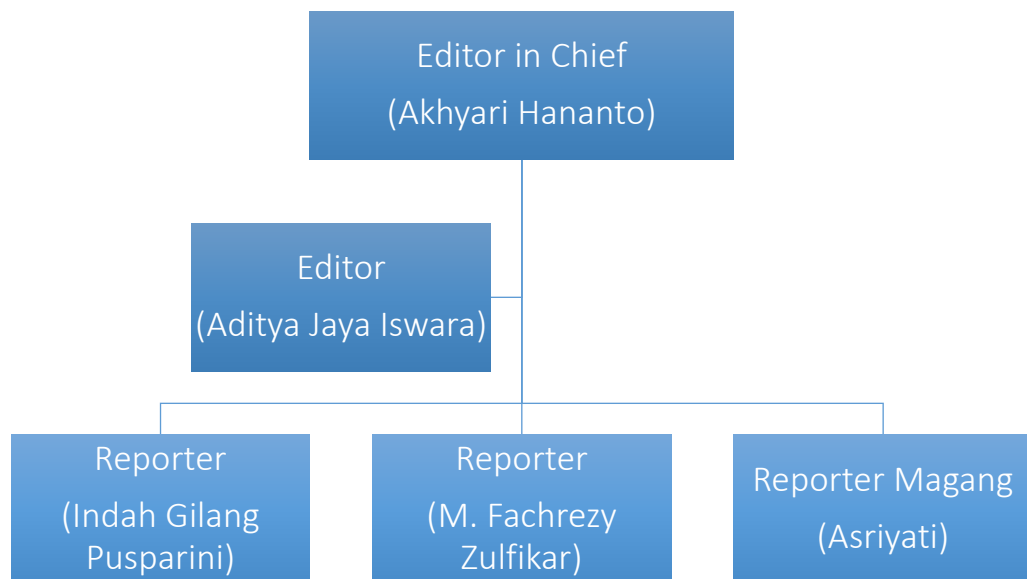 Editor in Chief
(Akhyari Hananto)
Editor
(Aditya Jaya Iswara)
Reporter
(Indah Gilang
Pusparini)
Reporter
(M. Fachrezy
Zulfikar)
Reporter Magang
(Asriyati)